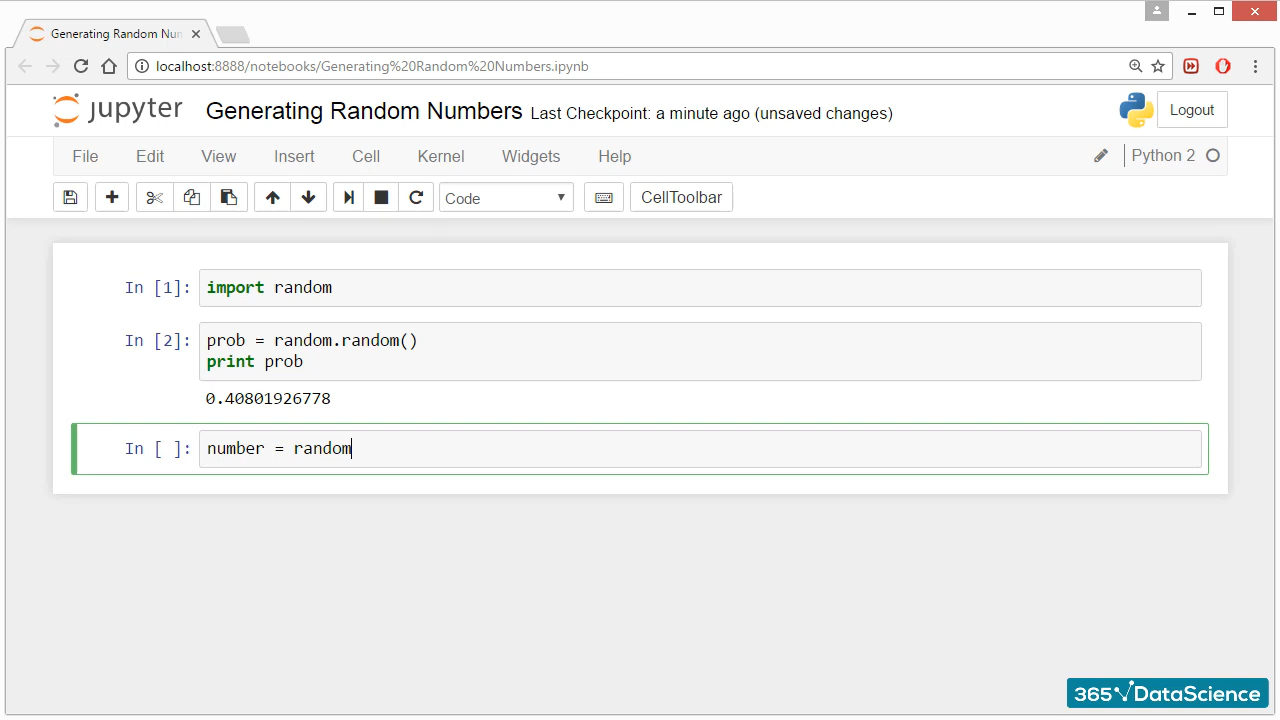 Generating Random Nun
localhost:8888/notebooks/Generating%20Random%20Numbers.ipynb
jupyter Generating Random Numbers Last Checkpoint: a minute ago (unsaved changes) Logout
File Edit View Insert Cell Kernel Widgets Help Python 2
Code CellToolbar
In [1]: import random
In [2]: prob = random.random()
print prob
0.40801926778
In [ ]: number = random
365 DataScience